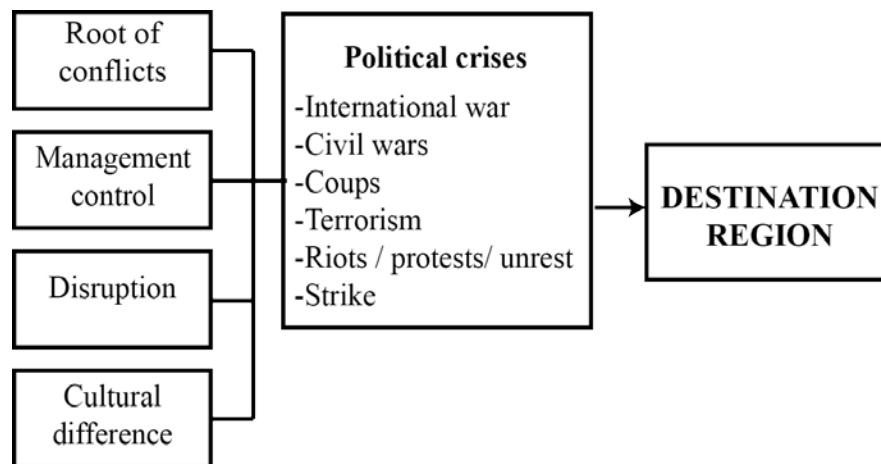 Root of
conflicts
Management
control
Disruption
Cultural
difference
Political crises
-International war
-Civil wars
-Coups
-Terrorism
-Riots / protests/ unrest
-Strike
DESTINATION
REGION